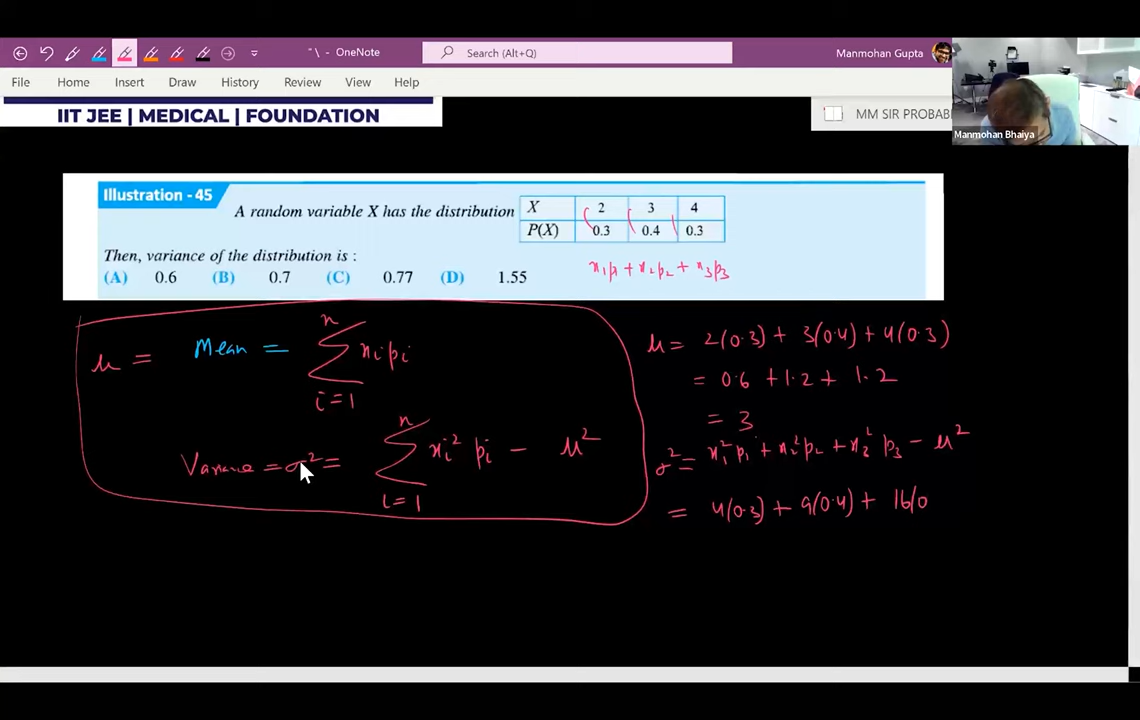 "\ - OneNote
Search (Alt+Q)
Manmohan Gupta
File Home Insert Draw History Review View Help
IIT JEE | MEDICAL | FOUNDATION
MM SIR PROBAB
Manmohan Bhaiya
Illustration - 45
A random variable X has the distribution
X 2 3 4
P(X) 0.3 0.4 0.3
Then, variance of the distribution is :
(A) 0.6 (B) 0.7 (C) 0.77 (D) 1.55
x₁p₁ + x₂p₂ + x₃p₃
μ = Mean = ∑ⁿᵢ₌₁ xᵢpᵢ
Variance = σ² = ∑ⁿᵢ₌₁ xᵢ² pᵢ - μ²
μ = 2(0.3) + 3(0.4) + 4(0.3)
= 0.6 + 1.2 + 1.2
= 3
σ² = x₁²p₁ + x₂²p₂ + x₃²p₃ - μ²
= 4(0.3) + 9(0.4) + 16(0